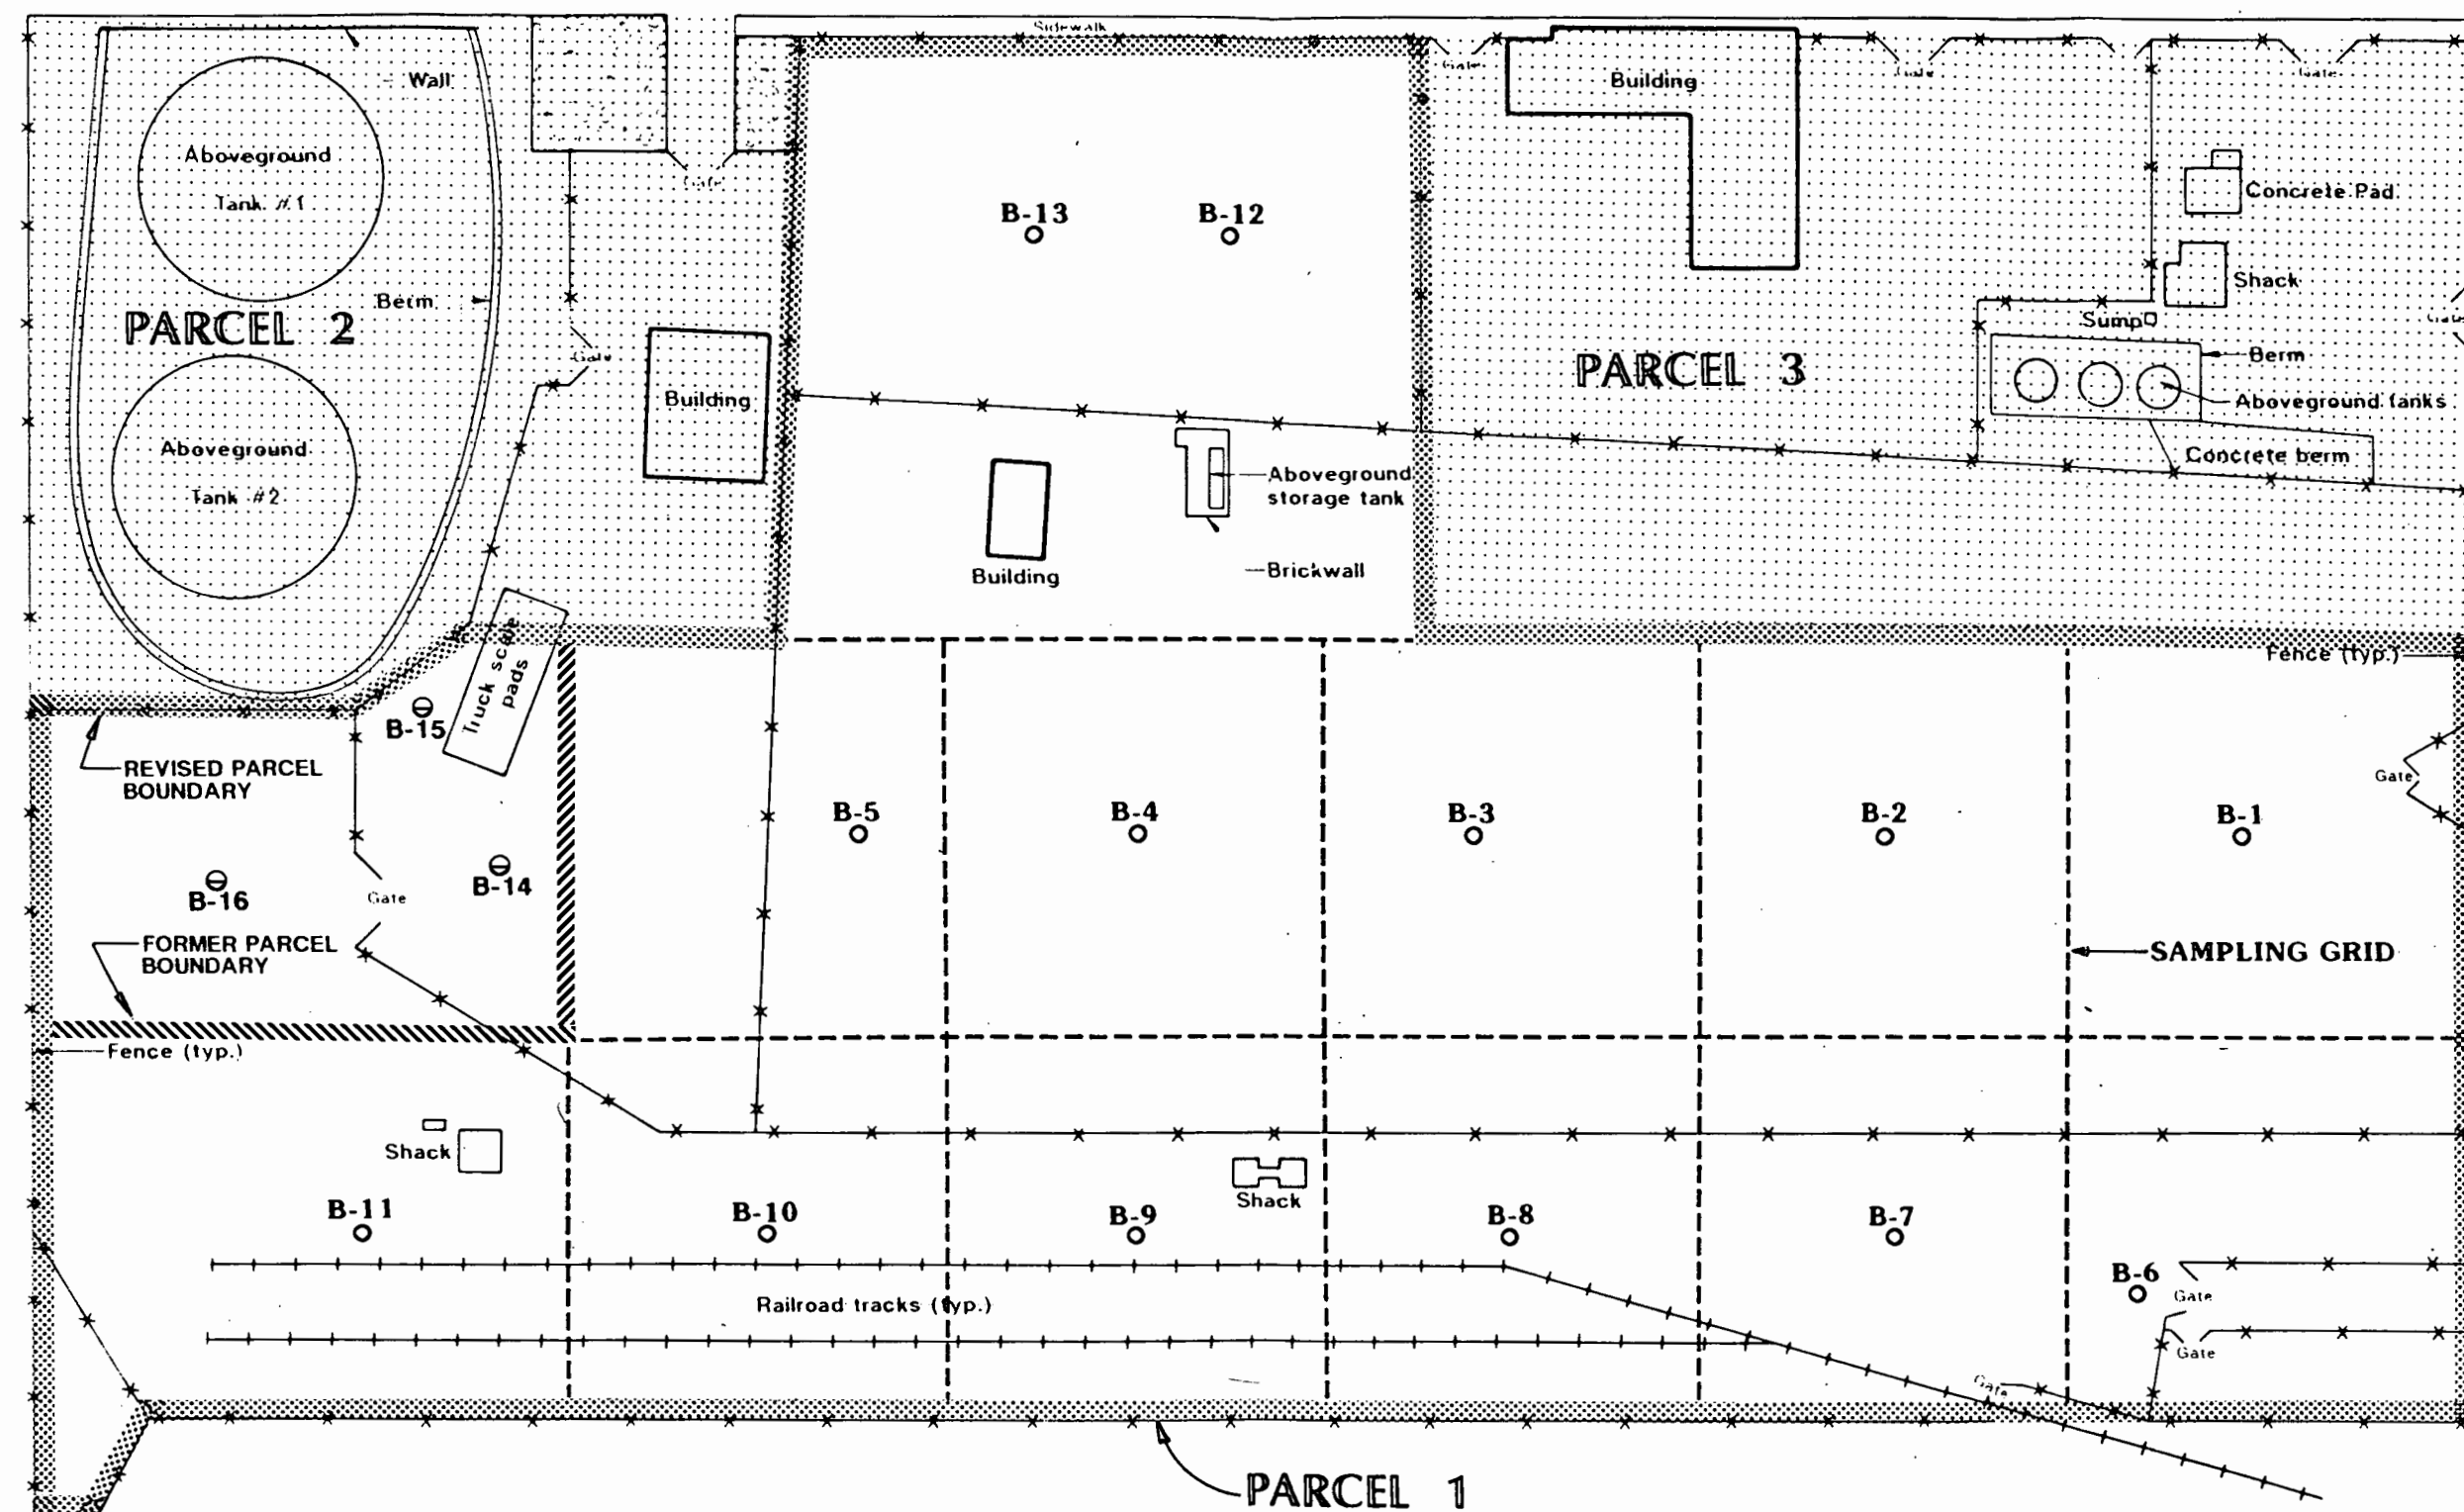 Sidewalk
Wall
Gate
Building
Gate
Gate
Aboveground
Tank #1
Gate
B-13
B-12
Concrete Pad
Berm
Shack
PARCEL 2
Sump
Gate
Gate
Berm
PARCEL 3
Building
Aboveground tanks
Aboveground
Tank #2
Concrete berm
Aboveground
storage tank
Building
Brickwall
Truck scale
pads
Fence (typ.)
B-15
REVISED PARCEL
BOUNDARY
Gate
B-5
B-4
B-3
B-2
B-1
B-14
B-16
Gate
FORMER PARCEL
BOUNDARY
SAMPLING GRID
Fence (typ.)
Shack
Shack
B-11
B-10
B-9
B-8
B-7
B-6
Gate
Railroad tracks (typ.)
Gate
Gate
PARCEL 1